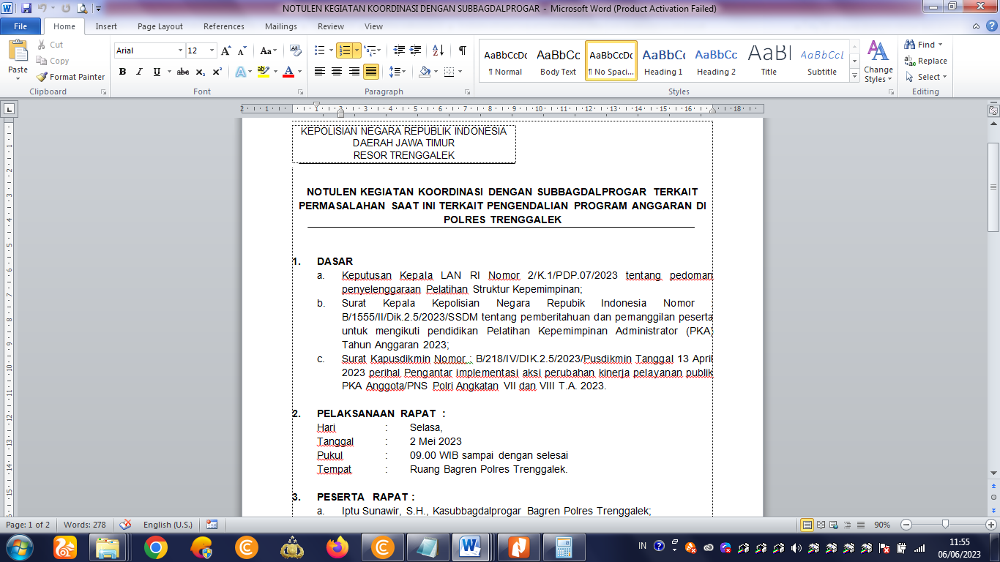 NOTULEN KEGIATAN KOORDINASI DENGAN SUBBAGDALPROGAR - Microsoft Word (Product Activation Failed)
File Home Insert Page Layout References Mailings Review View
Paste
Cut
Copy
Format Painter
Clipboard
Arial 12
Font
Paragraph
AaBbCcDc AaBbCc AaBbCcDc AaBbCc AaBbCc AaBl AaBbCcL
¶ Normal Body Text ¶ No Spaci... Heading 1 Heading 2 Title Subtitle
Change Styles
Styles
Find
Replace
Select
Editing
KEPOLISIAN NEGARA REPUBLIK INDONESIA
DAERAH JAWA TIMUR
RESOR TRENGGALEK
NOTULEN KEGIATAN KOORDINASI DENGAN SUBBAGDALPROGAR TERKAIT
PERMASALAHAN SAAT INI TERKAIT PENGENDALIAN PROGRAM ANGGARAN DI
POLRES TRENGGALEK
1. DASAR
a. Keputusan Kepala LAN RI Nomor 2/K.1/PDP.07/2023 tentang pedoman
penyelenggaraan Pelatihan Struktur Kepemimpinan;
b. Surat Kepala Kepolisian Negara Repubik Indonesia Nomor :
B/1555/II/Dik.2.5/2023/SSDM tentang pemberitahuan dan pemanggilan peserta
untuk mengikuti pendidikan Pelatihan Kepemimpinan Administrator (PKA)
Tahun Anggaran 2023;
c. Surat Kapusdikmin Nomor : B/218/IV/DIK.2.5/2023/Pusdikmin Tanggal 13 April
2023 perihal Pengantar implementasi aksi perubahan kinerja pelayanan publik
PKA Anggota/PNS Polri Angkatan VII dan VIII T.A. 2023.
2. PELAKSANAAN RAPAT :
Hari : Selasa,
Tanggal : 2 Mei 2023
Pukul : 09.00 WIB sampai dengan selesai
Tempat : Ruang Bagren Polres Trenggalek.
3. PESERTA RAPAT :
a. Iptu Sunawir, S.H., Kasubbagdalprogar Bagren Polres Trenggalek;
Page: 1 of 2 Words: 278 English (U.S.) 90%
IN 11:55
06/06/2023